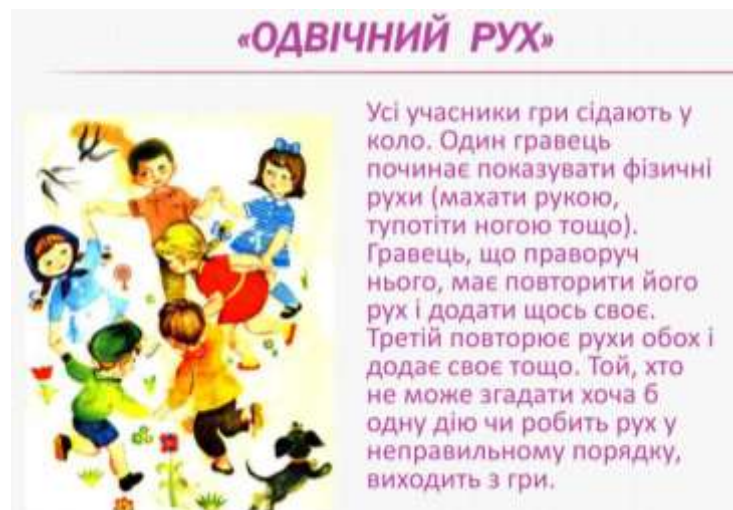 «ОДВІЧНИЙ РУХ»
Усі учасники гри сідають у
коло. Один гравець
починає показувати фізичні
рухи (махати рукою,
тупотіти ногою тощо).
Гравець, що праворуч
нього, має повторити його
рух і додати щось своє.
Третій повторює рухи обох і
додає своє тощо. Той, хто
не може згадати хоча б
одну дію чи робить рух у
неправильному порядку,
виходить з гри.